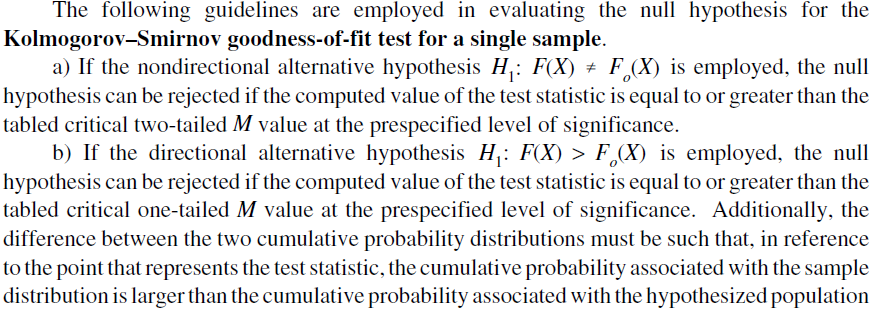 The following guidelines are employed in evaluating the null hypothesis for the
Kolmogorov–Smirnov goodness-of-fit test for a single sample.
a) If the nondirectional alternative hypothesis H₁: F(X) ≠ Fₒ(X) is employed, the null
hypothesis can be rejected if the computed value of the test statistic is equal to or greater than the
tabled critical two-tailed M value at the prespecified level of significance.
b) If the directional alternative hypothesis H₁: F(X) > Fₒ(X) is employed, the null
hypothesis can be rejected if the computed value of the test statistic is equal to or greater than the
tabled critical one-tailed M value at the prespecified level of significance. Additionally, the
difference between the two cumulative probability distributions must be such that, in reference
to the point that represents the test statistic, the cumulative probability associated with the sample
distribution is larger than the cumulative probability associated with the hypothesized population